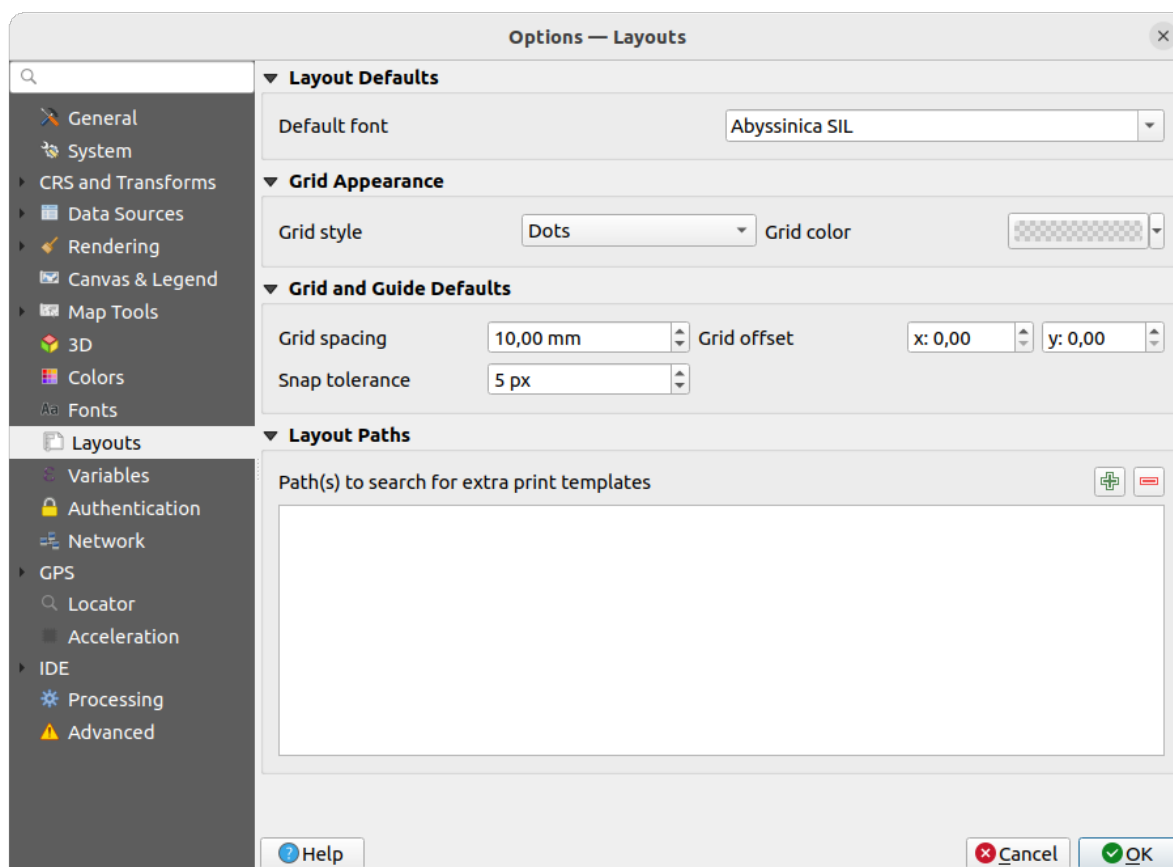 Options — Layouts
General
System
CRS and Transforms
Data Sources
Rendering
Canvas & Legend
Map Tools
3D
Colors
Aa Fonts
Layouts
Variables
Authentication
Network
GPS
Locator
Acceleration
IDE
Processing
Advanced
Layout Defaults
Default font Abyssinica SIL
Grid Appearance
Grid style Dots Grid color
Grid and Guide Defaults
Grid spacing 10,00 mm Grid offset x: 0,00 y: 0,00
Snap tolerance 5 px
Layout Paths
Path(s) to search for extra print templates
Help Cancel OK